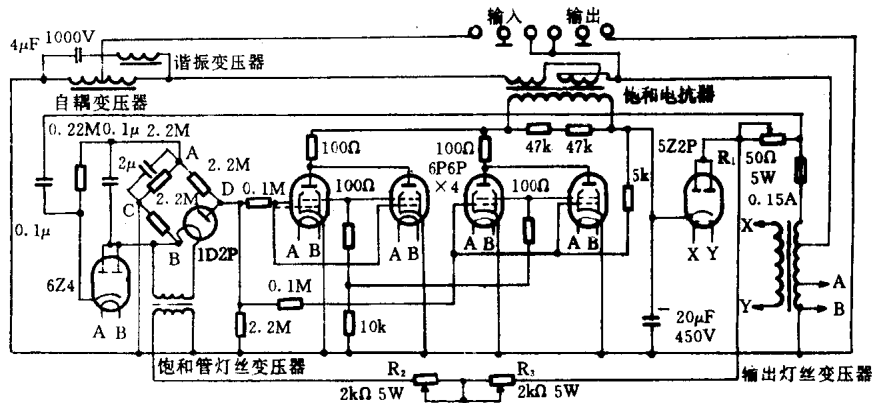 输入 输出
4μF 1000V
谐振变压器
自耦变压器
饱和电抗器
0.22M 0.1μ 2.2M
100Ω
100Ω
47k 47k
5Z2P
R₁
50Ω
5W
0.15A
6P6P
×4
2μ
A
2.2M
2.2M
C
D
0.1M
100Ω
100Ω
5k
0.1μ
B
1D2P
A B
A B
A B
A B
X Y
X
Y
A
B
6Z4
A B
0.1M
2.2M
10k
20μF
450V
饱和管灯丝变压器
输出灯丝变压器
R₂
R₃
2kΩ 5W
2kΩ 5W